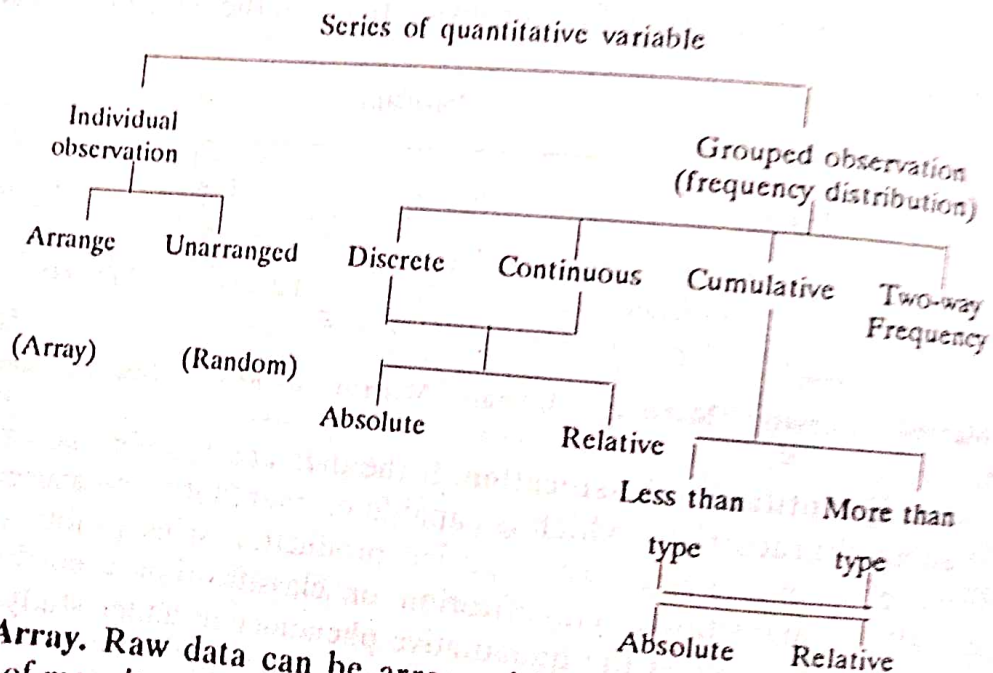 Series of quantitative variable
Individual
observation
Grouped observation
(frequency distribution)
Arrange
Unarranged
Discrete
Continuous
Cumulative
Two-way
Frequency
(Array)
(Random)
Absolute
Relative
Less than
type
More than
type
Absolute
Relative
Array. Raw data can be